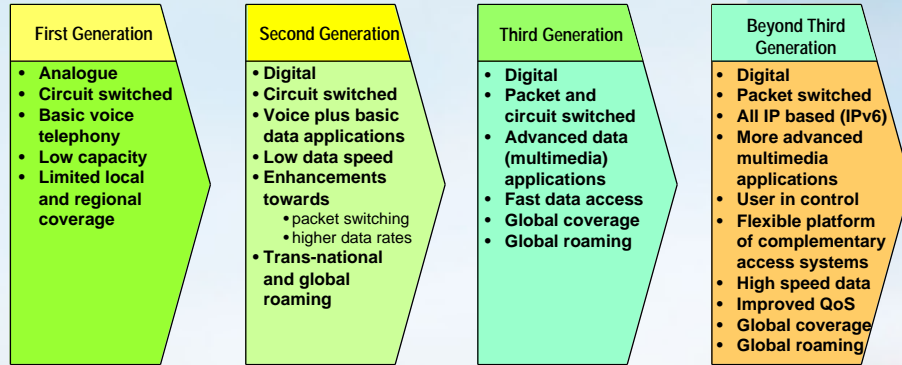 First Generation
• Analogue
• Circuit switched
• Basic voice
telephony
• Low capacity
• Limited local
and regional
coverage
Second Generation
• Digital
• Circuit switched
• Voice plus basic
data applications
• Low data speed
• Enhancements
towards
• packet switching
• higher data rates
• Trans-national
and global
roaming
Third Generation
• Digital
• Packet and
circuit switched
• Advanced data
(multimedia)
applications
• Fast data access
• Global coverage
• Global roaming
Beyond Third
Generation
• Digital
• Packet switched
• All IP based (IPv6)
• More advanced
multimedia
applications
• User in control
• Flexible platform
of complementary
access systems
• High speed data
• Improved QoS
• Global coverage
• Global roaming